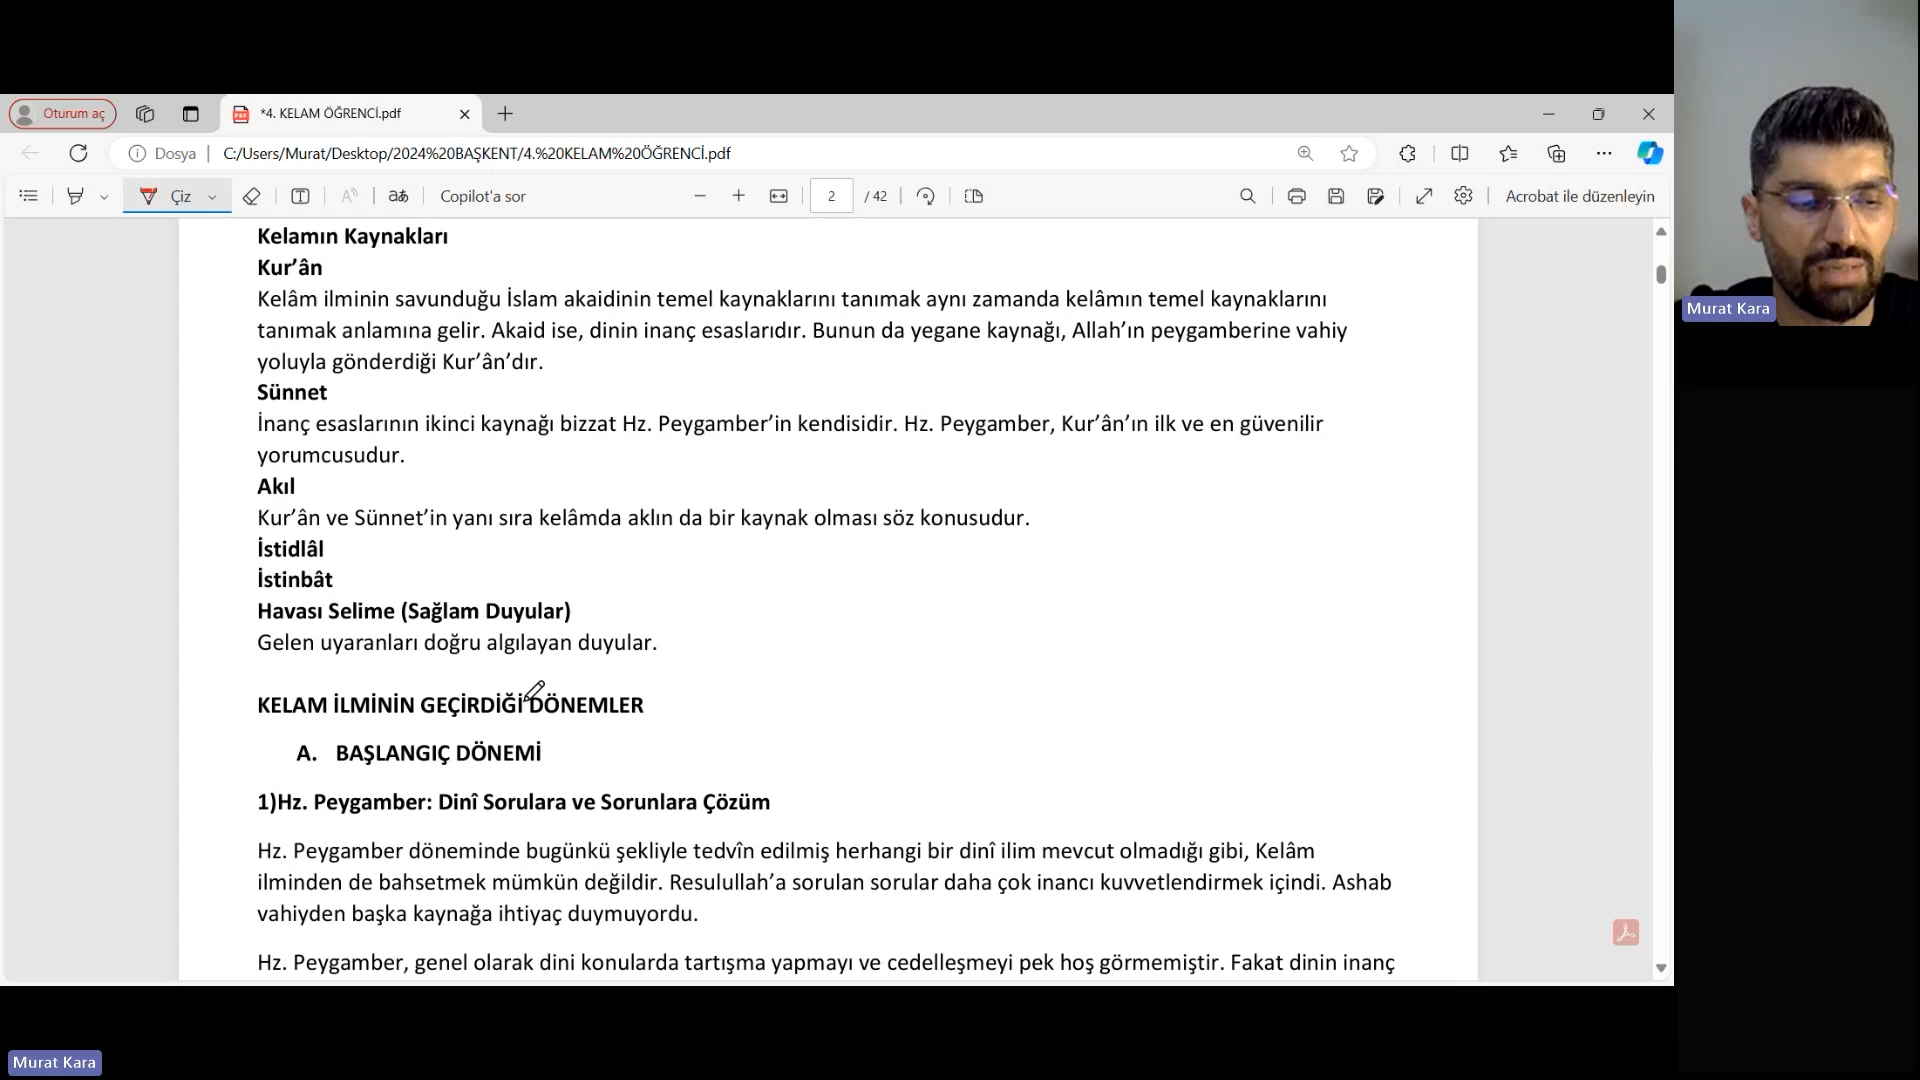 Oturum aç
*4. KELAM ÖĞRENCİ.pdf
Dosya
C:/Users/Murat/Desktop/2024%20BAŞKENT/4.%20KELAM%20ÖĞRENCİ.pdf
Çiz
aあ
Copilot'a sor
2 / 42
Acrobat ile düzenleyin
Kelamın Kaynakları
Kur’ân
Kelâm ilminin savunduğu İslam akaidinin temel kaynaklarını tanımak aynı zamanda kelâmın temel kaynaklarını
tanımak anlamına gelir. Akaid ise, dinin inanç esaslarıdır. Bunun da yegane kaynağı, Allah’ın peygamberine vahiy
yoluyla gönderdiği Kur’ân’dır.
Sünnet
İnanç esaslarının ikinci kaynağı bizzat Hz. Peygamber’in kendisidir. Hz. Peygamber, Kur’ân’ın ilk ve en güvenilir
yorumcusudur.
Akıl
Kur’ân ve Sünnet’in yanı sıra kelâmda aklın da bir kaynak olması söz konusudur.
İstidlâl
İstinbât
Havası Selime (Sağlam Duyular)
Gelen uyaranları doğru algılayan duyular.
KELAM İLMİNİN GEÇİRDİĞİ DÖNEMLER
A. BAŞLANGIÇ DÖNEMİ
1)Hz. Peygamber: Dinî Sorulara ve Sorunlara Çözüm
Hz. Peygamber döneminde bugünkü şekliyle tedvîn edilmiş herhangi bir dinî ilim mevcut olmadığı gibi, Kelâm
ilminden de bahsetmek mümkün değildir. Resulullah’a sorulan sorular daha çok inancı kuvvetlendirmek içindi. Ashab
vahiyden başka kaynağa ihtiyaç duymuyordu.
Hz. Peygamber, genel olarak dini konularda tartışma yapmayı ve cedelleşmeyi pek hoş görmemiştir. Fakat dinin inanç
Murat Kara
Murat Kara